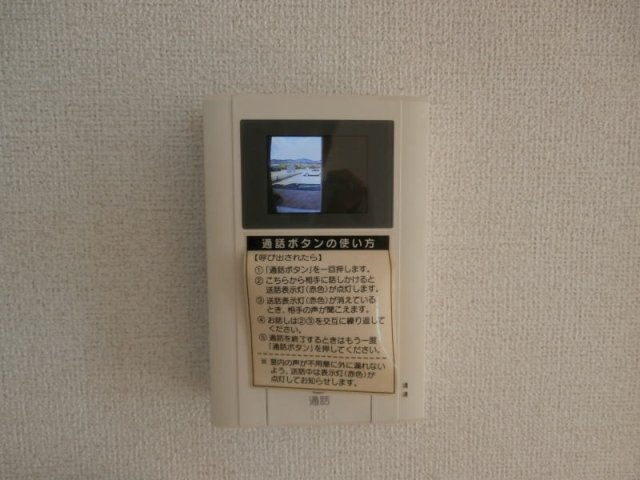 通話ボタンの使い方
【呼び出されたら】
①「通話ボタン」を一旦押します。
②こちらから相手に話しかけると
送話表示灯(赤色)が点灯します。
③送話表示灯(赤色)が消えている
とき、相手の声が聞こえます。
④お話しは②③を交互に繰り返して
ください。
⑤通話を終了するときはもう一度
「通話ボタン」を押してください。
※室内の声が不用意に外に漏れない
よう、送話中は表示灯(赤色)が
点灯してお知らせします。
通話